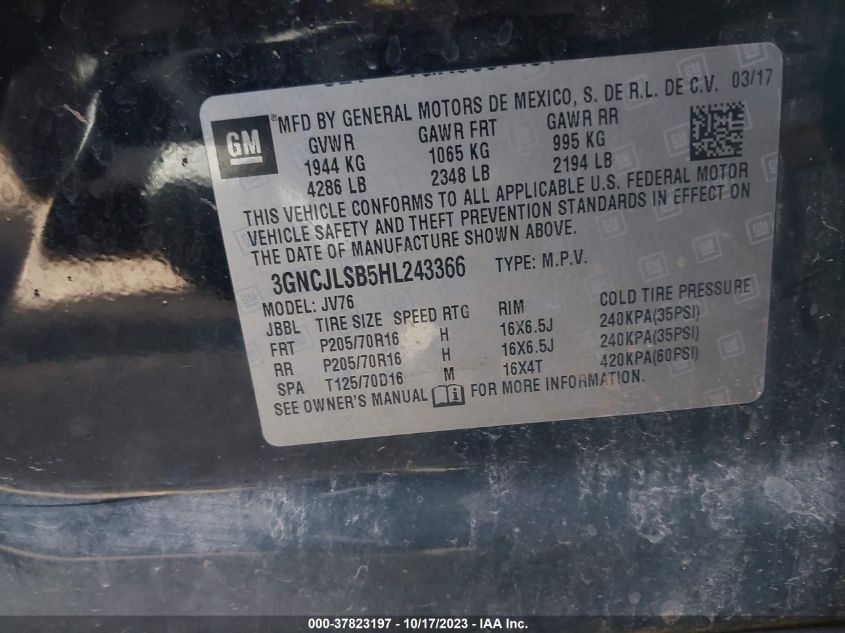 GM
®MFD BY GENERAL MOTORS DE MEXICO, S. DE R.L. DE C.V. 03/17
GVWR GAWR FRT GAWR RR
1944 KG 1065 KG 995 KG
4286 LB 2348 LB 2194 LB
THIS VEHICLE CONFORMS TO ALL APPLICABLE U.S. FEDERAL MOTOR
VEHICLE SAFETY AND THEFT PREVENTION STANDARDS IN EFFECT ON
THE DATE OF MANUFACTURE SHOWN ABOVE.
3GNCJLSB5HL243366 TYPE: M.P.V.
MODEL: JV76
JBBL TIRE SIZE SPEED RTG RIM COLD TIRE PRESSURE
FRT P205/70R16 H 16X6.5J 240KPA(35PSI)
RR P205/70R16 H 16X6.5J 240KPA(35PSI)
SPA T125/70D16 M 16X4T 420KPA(60PSI)
SEE OWNER'S MANUAL FOR MORE INFORMATION.
000-37823197 - 10/17/2023 - IAA Inc.